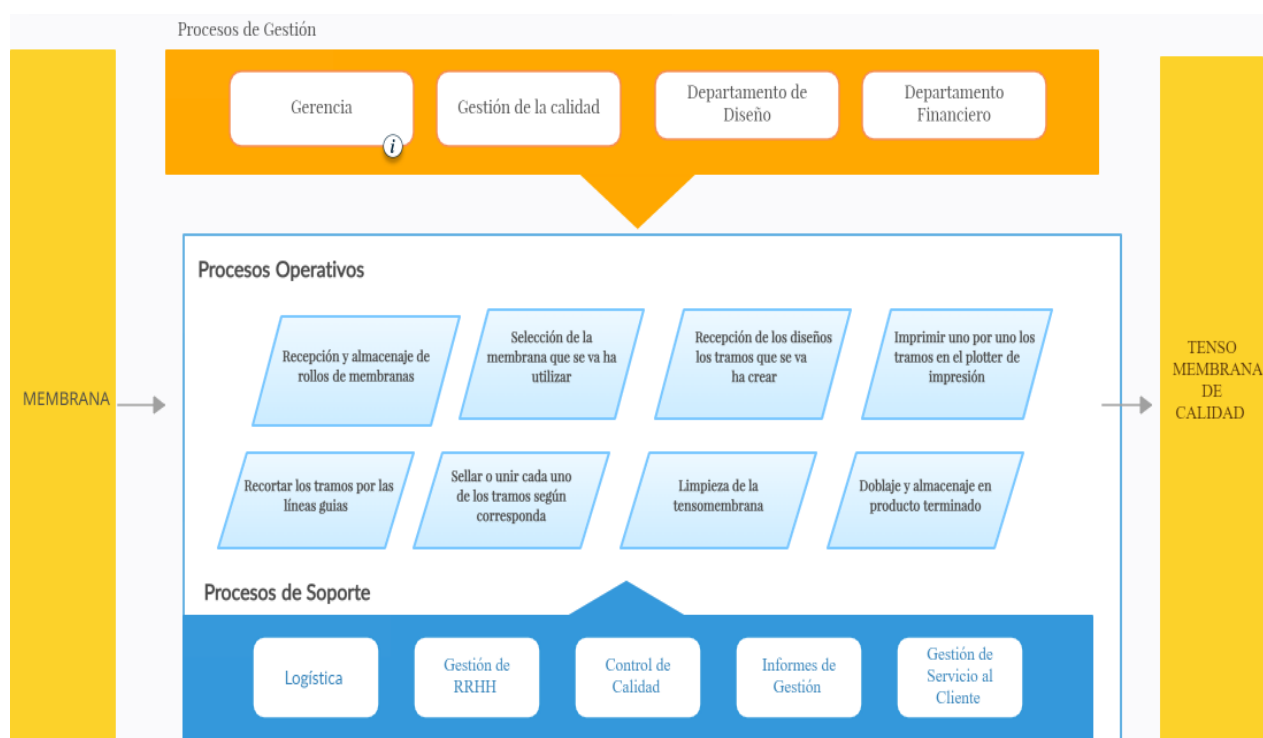 Procesos de Gestión
Gerencia
i
Gestión de la calidad
Departamento de
Diseño
Departamento
Financiero
MEMBRANA
Procesos Operativos
Recepción y almacenaje de
rollos de membranas
Selección de la
membrana que se va ha
utilizar
Recepción de los diseños
los tramos que se va
ha crear
Imprimir uno por uno los
tramos en el plotter de
impresión
Recortar los tramos por las
líneas guias
Sellar o unir cada uno
de los tramos según
corresponda
Limpieza de la
tensomembrana
Doblaje y almacenaje en
producto terminado
TENSO
MEMBRANA
DE
CALIDAD
Procesos de Soporte
Logística
Gestión de
RRHH
Control de
Calidad
Informes de
Gestión
Gestión de
Servicio al
Cliente